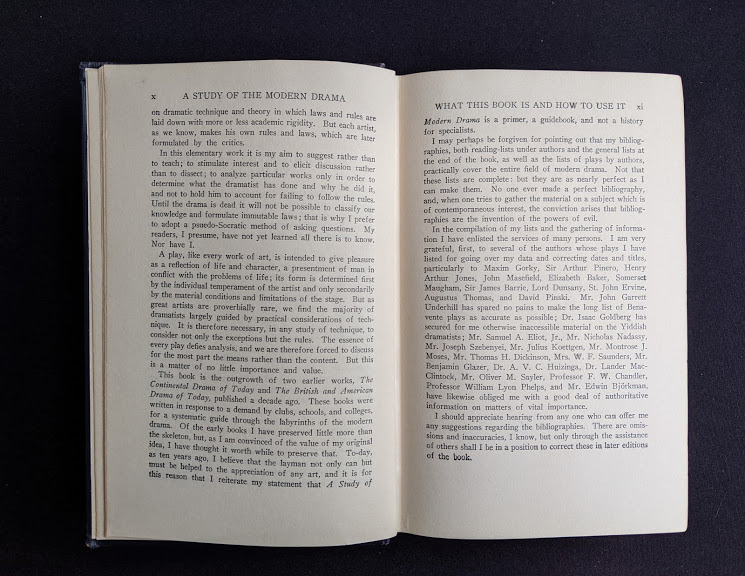 x A STUDY OF THE MODERN DRAMA
on dramatic technique and theory in which laws and rules are
laid down with more or less academic rigidity. But each artist,
as we know, makes his own rules and laws, which are later
formulated by the critics.
In this elementary work it is my aim to suggest rather than
to teach; to stimulate interest and to elicit discussion rather
than to dissect; to analyze particular works only in order to
determine what the dramatist has done and why he did it,
and not to hold him to account for failing to follow the rules.
Until the drama is dead it will not be possible to classify our
knowledge and formulate immutable laws; that is why I prefer
to adopt a psuedo-Socratic method of asking questions. My
readers, I presume, have not yet learned all there is to know.
Nor have I.
A play, like every work of art, is intended to give pleasure
as a reflection of life and character, a presentment of man in
conflict with the problems of life; its form is determined first
by the individual temperament of the artist and only secondarily
by the material conditions and limitations of the stage. But as
great artists are proverbially rare, we find the majority of
dramatists largely guided by practical considerations of tech-
nique. It is therefore necessary, in any study of technique, to
consider not only the exceptions but the rules. The essence of
every play defies analysis, and we are therefore forced to discuss
for the most part the means rather than the content. But this
is a matter of no little importance and value.
This book is the outgrowth of two earlier works, The
Continental Drama of Today and The British and American
Drama of Today, published a decade ago. These books were
written in response to a demand by clubs, schools, and colleges,
for a systematic guide through the labyrinths of the modern
drama. Of the early books I have preserved little more than
the skeleton, but, as I am convinced of the value of my original
idea, I have thought it worth while to preserve that. To-day,
as ten years ago, I believe that the layman not only can but
must be helped to the appreciation of any art, and it is for
this reason that I reiterate my statement that A Study of
WHAT THIS BOOK IS AND HOW TO USE IT xi
Modern Drama is a primer, a guidebook, and not a history
for specialists.
I may perhaps be forgiven for pointing out that my bibliog-
raphies, both reading-lists under authors and the general lists at
the end of the book, as well as the lists of plays by authors,
practically cover the entire field of modern drama. Not that
these lists are complete: but they are as nearly perfect as I
can make them. No one ever made a perfect bibliography,
and, when one tries to gather the material on a subject which is
of contemporaneous interest, the conviction arises that bibliog-
raphies are the invention of the powers of evil.
In the compilation of my lists and the gathering of informa-
tion I have enlisted the services of many persons. I am very
grateful, first, to several of the authors whose plays I have
listed for going over my data and correcting dates and titles,
particularly to Maxim Gorky, Sir Arthur Pinero, Henry
Arthur Jones, John Masefield, Elizabeth Baker, Somerset
Maugham, Sir James Barrie, Lord Dunsany, St. John Ervine,
Augustus Thomas, and David Pinski. Mr. John Garrett
Underhill has spared no pains to make the long list of Bena-
vente plays as accurate as possible; Dr. Isaac Goldberg has
secured for me otherwise inaccessible material on the Yiddish
dramatists; Mr. Samuel A. Eliot, Jr., Mr. Nicholas Nadassy,
Mr. Joseph Szebenyei, Mr. Julius Koettgen, Mr. Montrose J.
Moses, Mr. Thomas H. Dickinson, Mrs. W. F. Saunders, Mr.
Benjamin Glazer, Dr. A. V. C. Huizinga, Dr. Lander Mac-
Clintock, Mr. Oliver M. Sayler, Professor F. W. Chandler,
Professor William Lyon Phelps, and Mr. Edwin Björkman,
have likewise obliged me with a good deal of authoritative
information on matters of vital importance.
I should appreciate hearing from any one who can offer me
any suggestions regarding the bibliographies. There are omis-
sions and inaccuracies, I know, but only through the assistance
of others shall I be in a position to correct these in later editions
of the book.